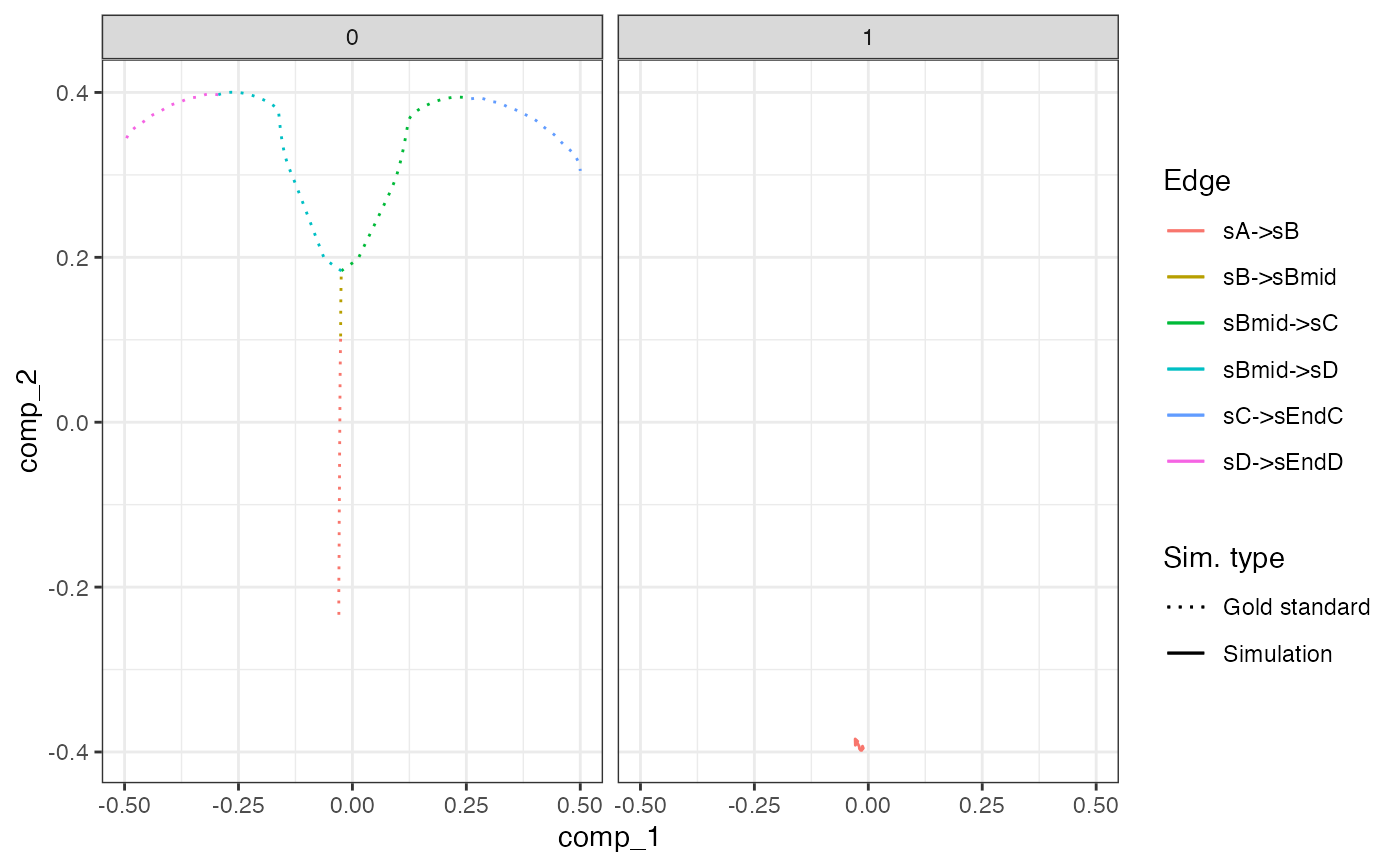 0 1
comp_2
0.4
0.2
0.0
-0.2
-0.4
-0.50 -0.25 0.00 0.25 0.50 -0.50 -0.25 0.00 0.25 0.50
comp_1
Edge
sA->sB
sB->sBmid
sBmid->sC
sBmid->sD
sC->sEndC
sD->sEndD
Sim. type
Gold standard
Simulation